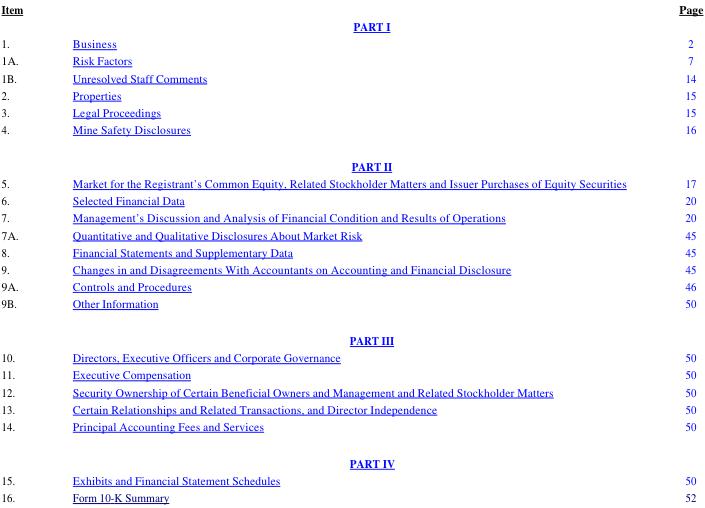 Item Page
PART I
1. Business 2
1A. Risk Factors 7
1B. Unresolved Staff Comments 14
2. Properties 15
3. Legal Proceedings 15
4. Mine Safety Disclosures 16
PART II
5. Market for the Registrant's Common Equity, Related Stockholder Matters and Issuer Purchases of Equity Securities 17
6. Selected Financial Data 20
7. Management's Discussion and Analysis of Financial Condition and Results of Operations 20
7A. Quantitative and Qualitative Disclosures About Market Risk 45
8. Financial Statements and Supplementary Data 45
9. Changes in and Disagreements With Accountants on Accounting and Financial Disclosure 45
9A. Controls and Procedures 46
9B. Other Information 50
PART III
10. Directors, Executive Officers and Corporate Governance 50
11. Executive Compensation 50
12. Security Ownership of Certain Beneficial Owners and Management and Related Stockholder Matters 50
13. Certain Relationships and Related Transactions, and Director Independence 50
14. Principal Accounting Fees and Services 50
PART IV
15. Exhibits and Financial Statement Schedules 50
16. Form 10-K Summary 52